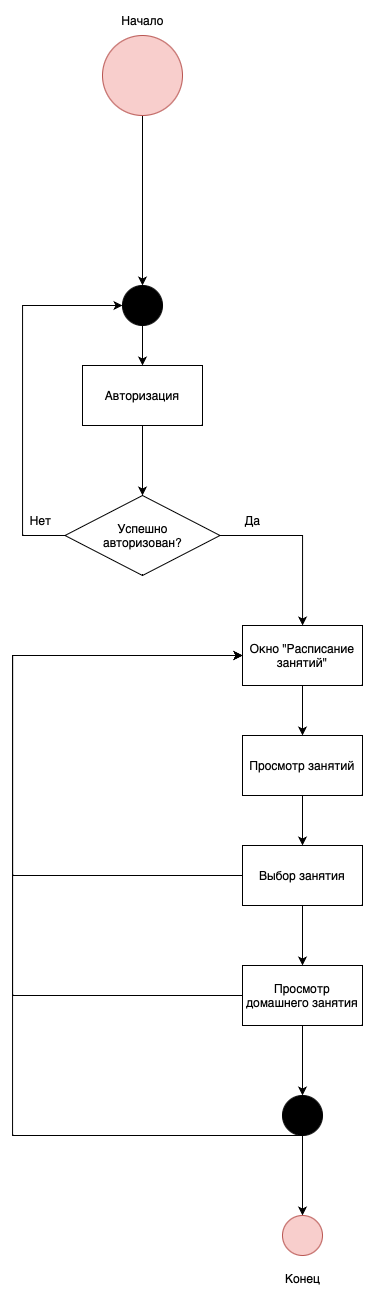 Начало
Авторизация
Успешно
авторизован?
Нет
Да
Окно "Расписание
занятий"
Просмотр занятий
Выбор занятия
Просмотр
домашнего занятия
Конец